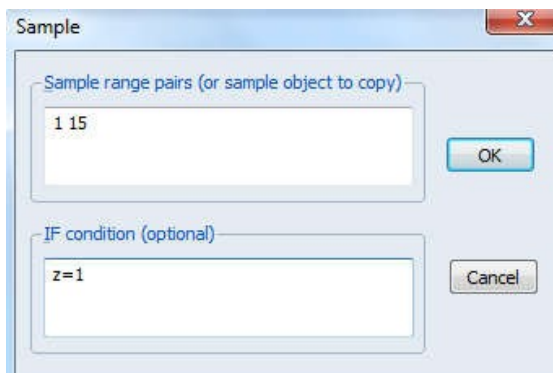 Sample
Sample range pairs (or sample object to copy)
1 15
OK
IF condition (optional)
z=1
Cancel